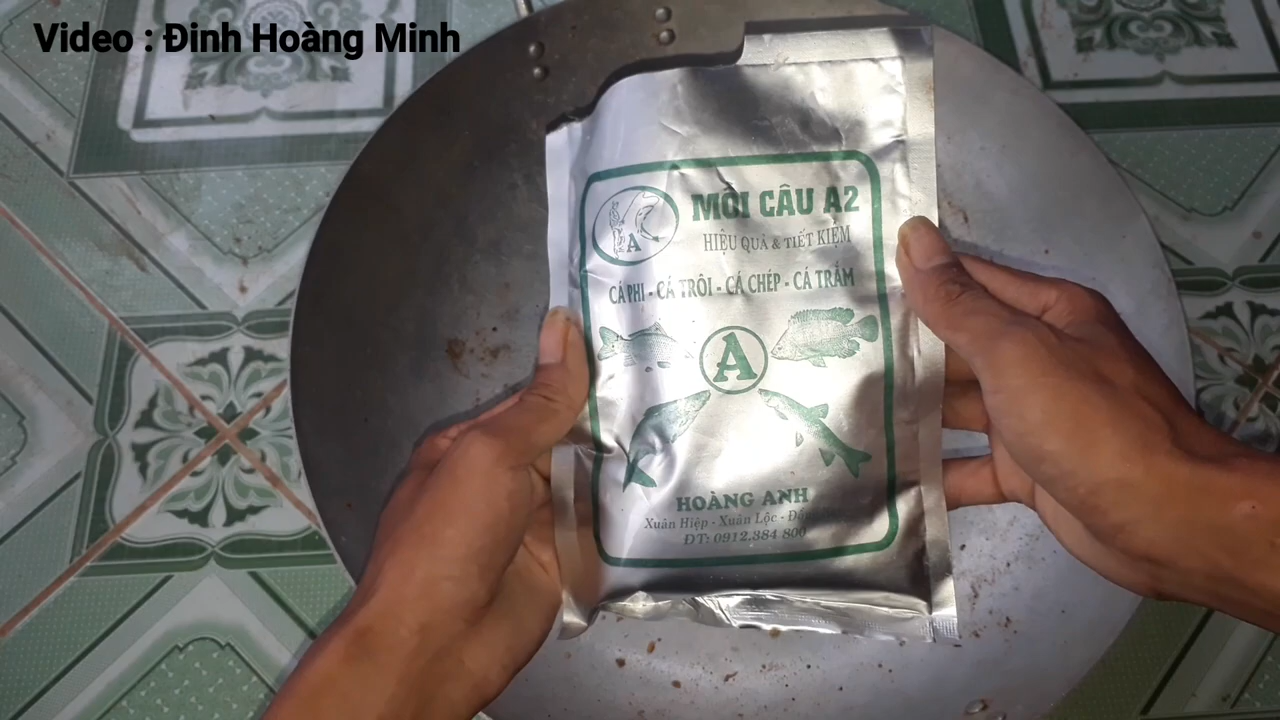 Video : Đinh Hoàng Minh
MỒI CÂU A2
HIỆU QUẢ & TIẾT KIỆM
CÁ PHI - CÁ TRÔI - CÁ CHÉP - CÁ TRẮM
A
A
HOÀNG ANH
Xuân Hiệp - Xuân Lộc -
ĐT: 0912.384 800